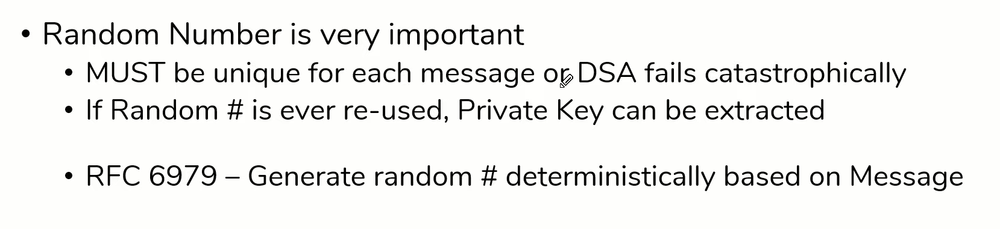 • Random Number is very important
• MUST be unique for each message or DSA fails catastrophically
• If Random # is ever re-used, Private Key can be extracted
• RFC 6979 – Generate random # deterministically based on Message